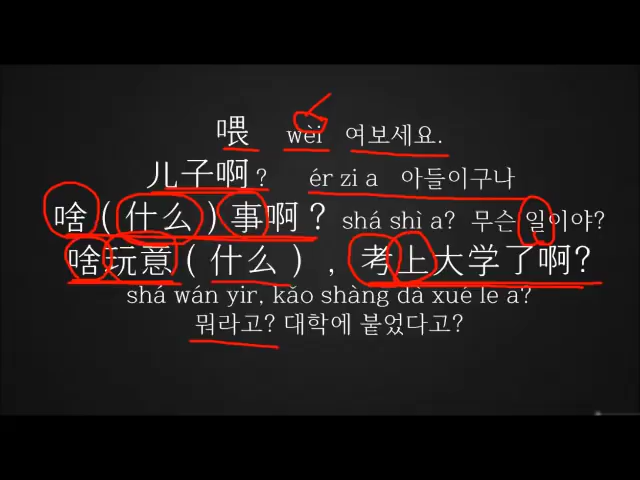 喂 wèi 여보세요.
儿子啊? ér zi a 아들이구나
啥(什么)事啊? shá shì a? 무슨 일이야?
啥玩意(什么), 考上大学了啊?
shá wán yir, kǎo shàng dà xué le a?
뭐라고? 대학에 붙었다고?